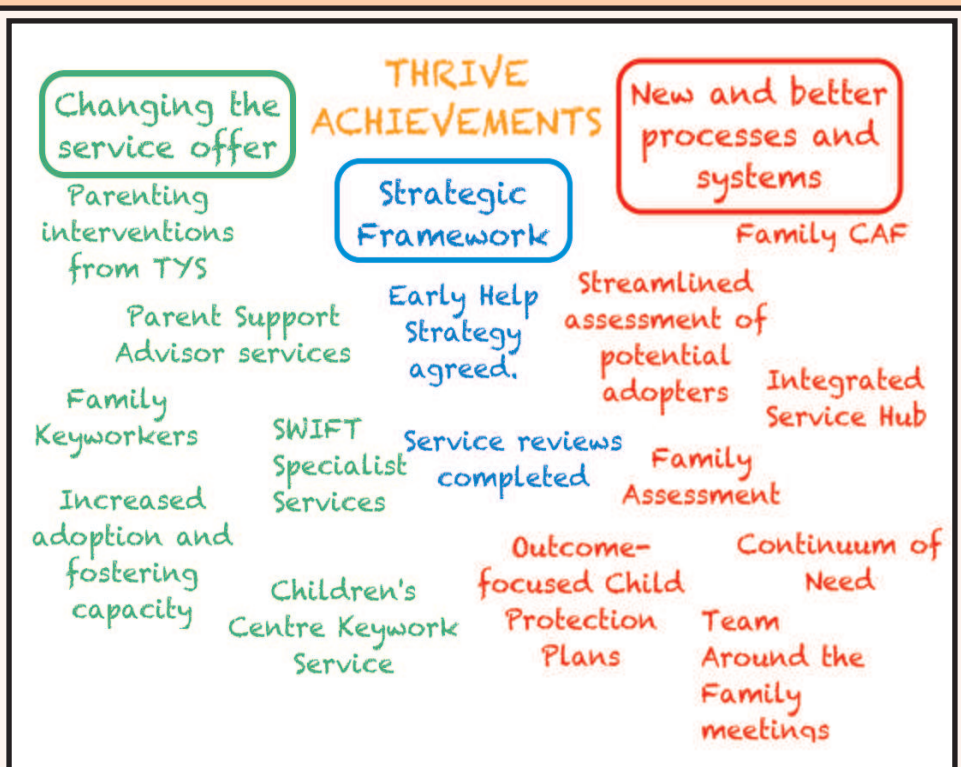 THRIVE
ACHIEVEMENTS
Changing the
service offer
Parenting
interventions
from TYS
Parent Support
Advisor services
Family
Keyworkers
SWIFT
Specialist
Services
Increased
adoption and
fostering
capacity
Children's
Centre Keywork
Service
Strategic
Framework
Early Help
Strategy
agreed.
Service reviews
completed
New and better
processes and
systems
Family CAF
Streamlined
assessment of
potential
adopters
Integrated
Service Hub
Family
Assessment
Outcome-
focused Child
Protection
Plans
Continuum of
Need
Team
Around the
Family
meetings